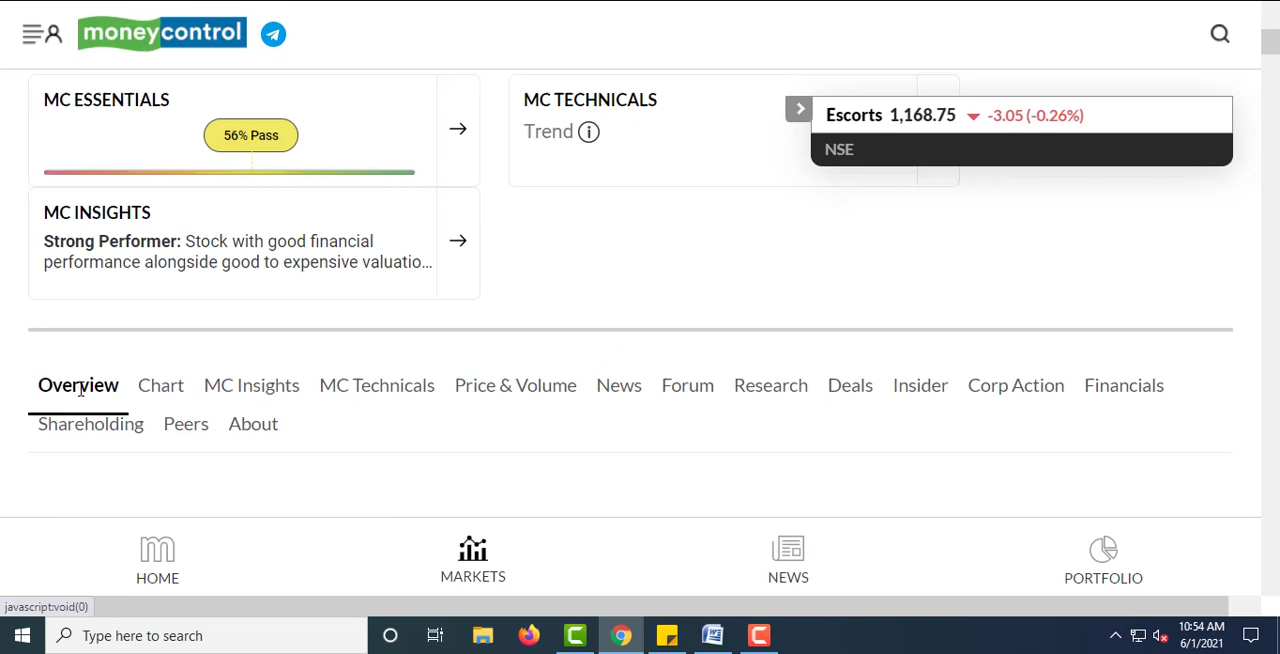 moneycontrol
MC ESSENTIALS
56% Pass
MC TECHNICALS
Trend
Escorts 1,168.75 -3.05 (-0.26%)
NSE
MC INSIGHTS
Strong Performer: Stock with good financial
performance alongside good to expensive valuatio...
Overview Chart MC Insights MC Technicals Price & Volume News Forum Research Deals Insider Corp Action Financials
Shareholding Peers About
HOME
MARKETS
NEWS
PORTFOLIO
javascript:void(0)
Type here to search
10:54 AM
6/1/2021